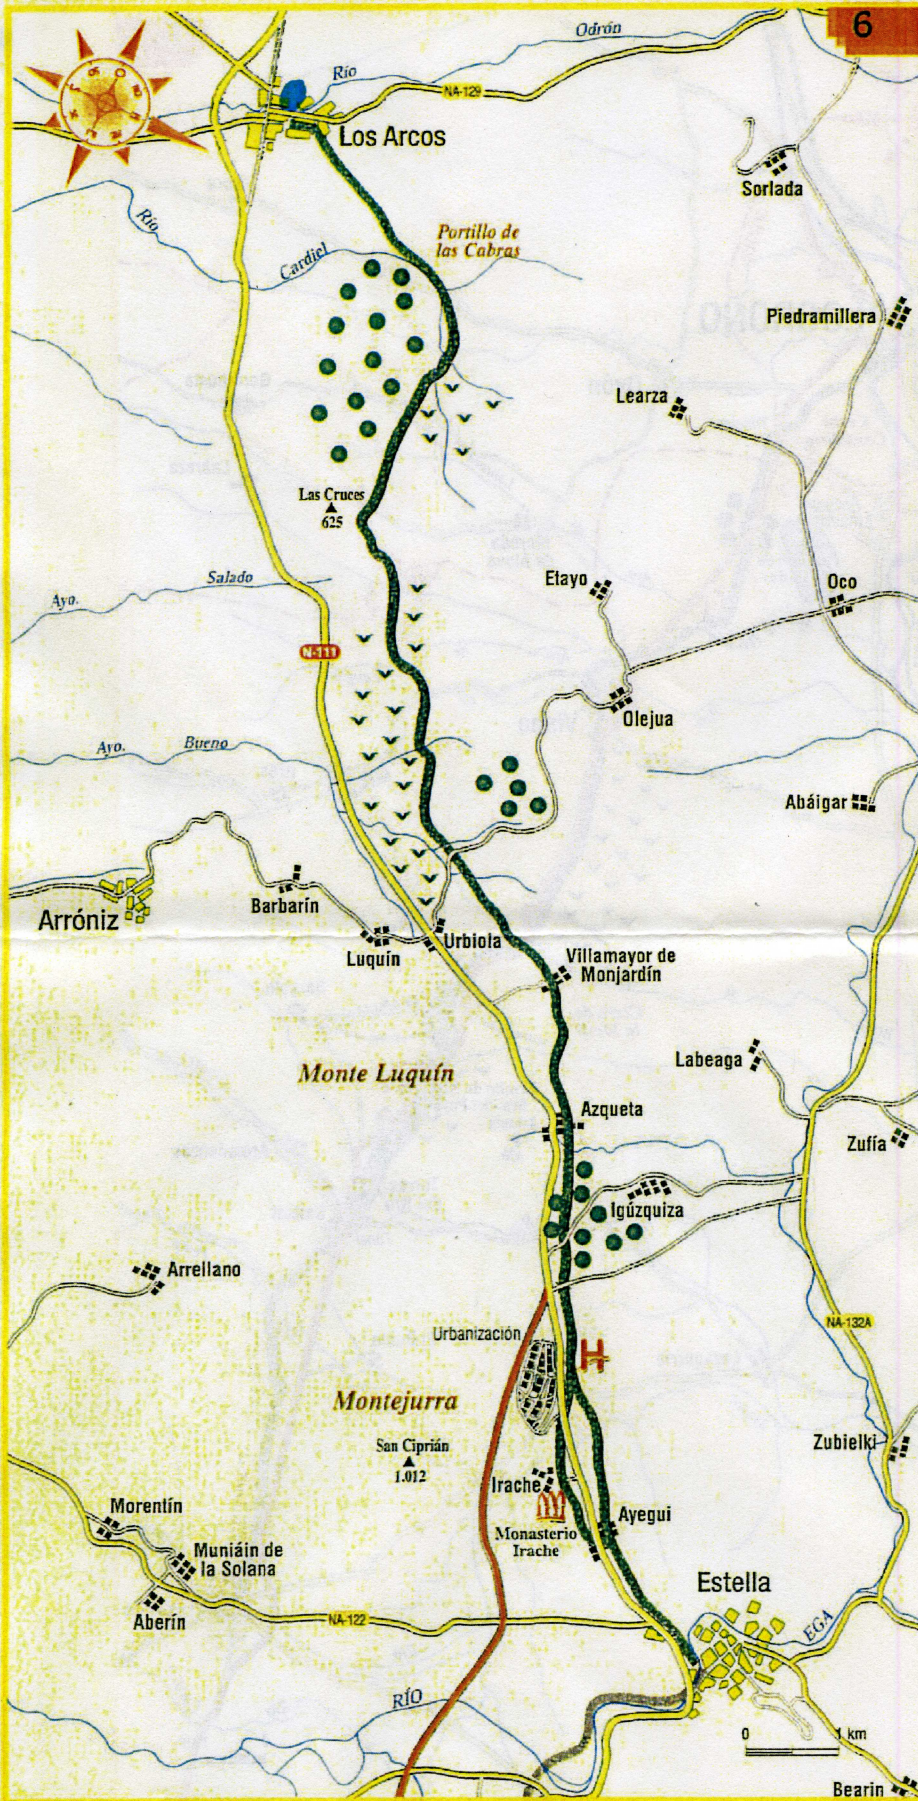 6
Odrón
Río
NA-129
Los Arcos
Sorlada
Río
Cardiel
Portillo de
las Cabras
Piedramillera
Learza
Las Cruces
625
Etayo
Oco
Ayo.
Salado
N-111
Olejua
Ayo.
Bueno
Abáigar
Barbarín
Arróniz
Luquín
Urbiola
Villamayor de
Monjardín
Monte Luquín
Labeaga
Azqueta
Zufía
Igúzquiza
Arrellano
NA-132A
Urbanización
H
Montejurra
San Ciprián
1.012
Zubielki
Irache
Morentín
Ayegui
Monasterio
Irache
Muniáin de
la Solana
Estella
Aberín
NA-122
EGA
RÍO
0 1 km
Bearin